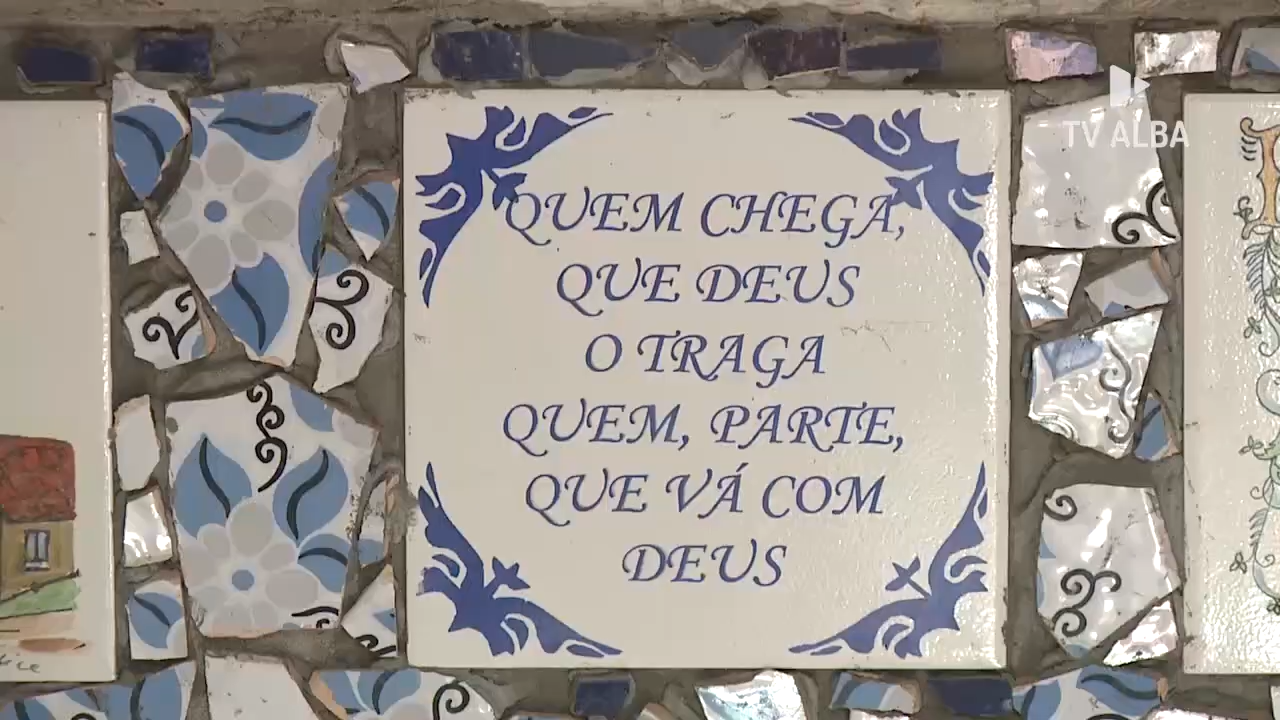 TV ALBA
QUEM CHEGA,
QUE DEUS
O TRAGA
QUEM, PARTE,
QUE VÁ COM
DEUS